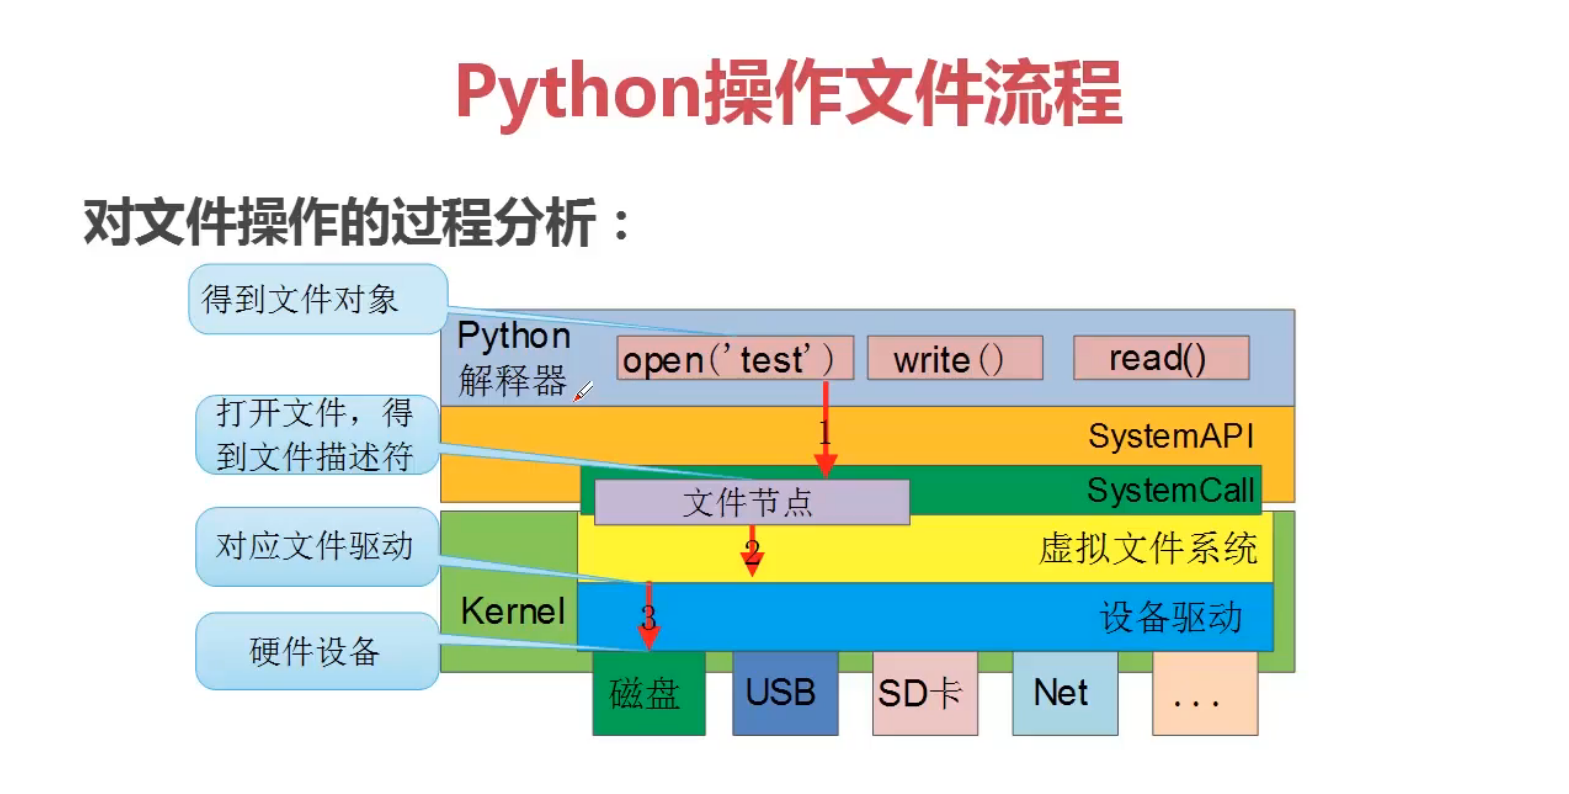 Python操作文件流程
对文件操作的过程分析：
得到文件对象
Python
解释器
open('test')
write()
read()
打开文件，得
到文件描述符
1
SystemAPI
SystemCall
文件节点
对应文件驱动
2
虚拟文件系统
Kernel
3
设备驱动
硬件设备
磁盘
USB
SD卡
Net
...